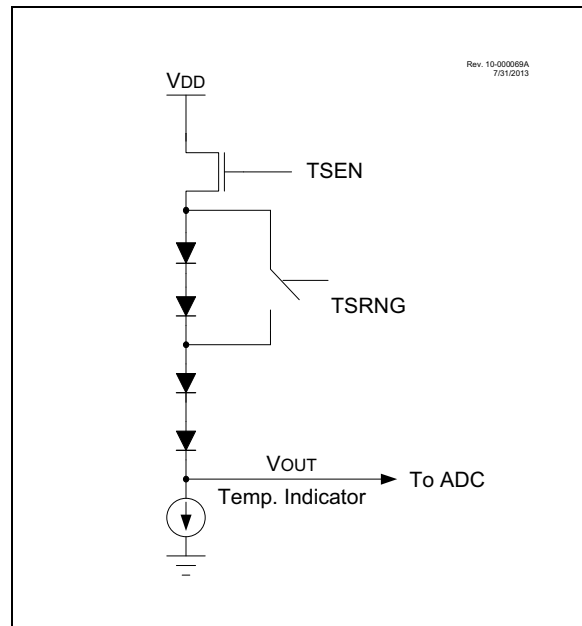 Rev. 10-000069A
7/31/2013
VDD
TSEN
TSRNG
VOUT
Temp. Indicator
To ADC